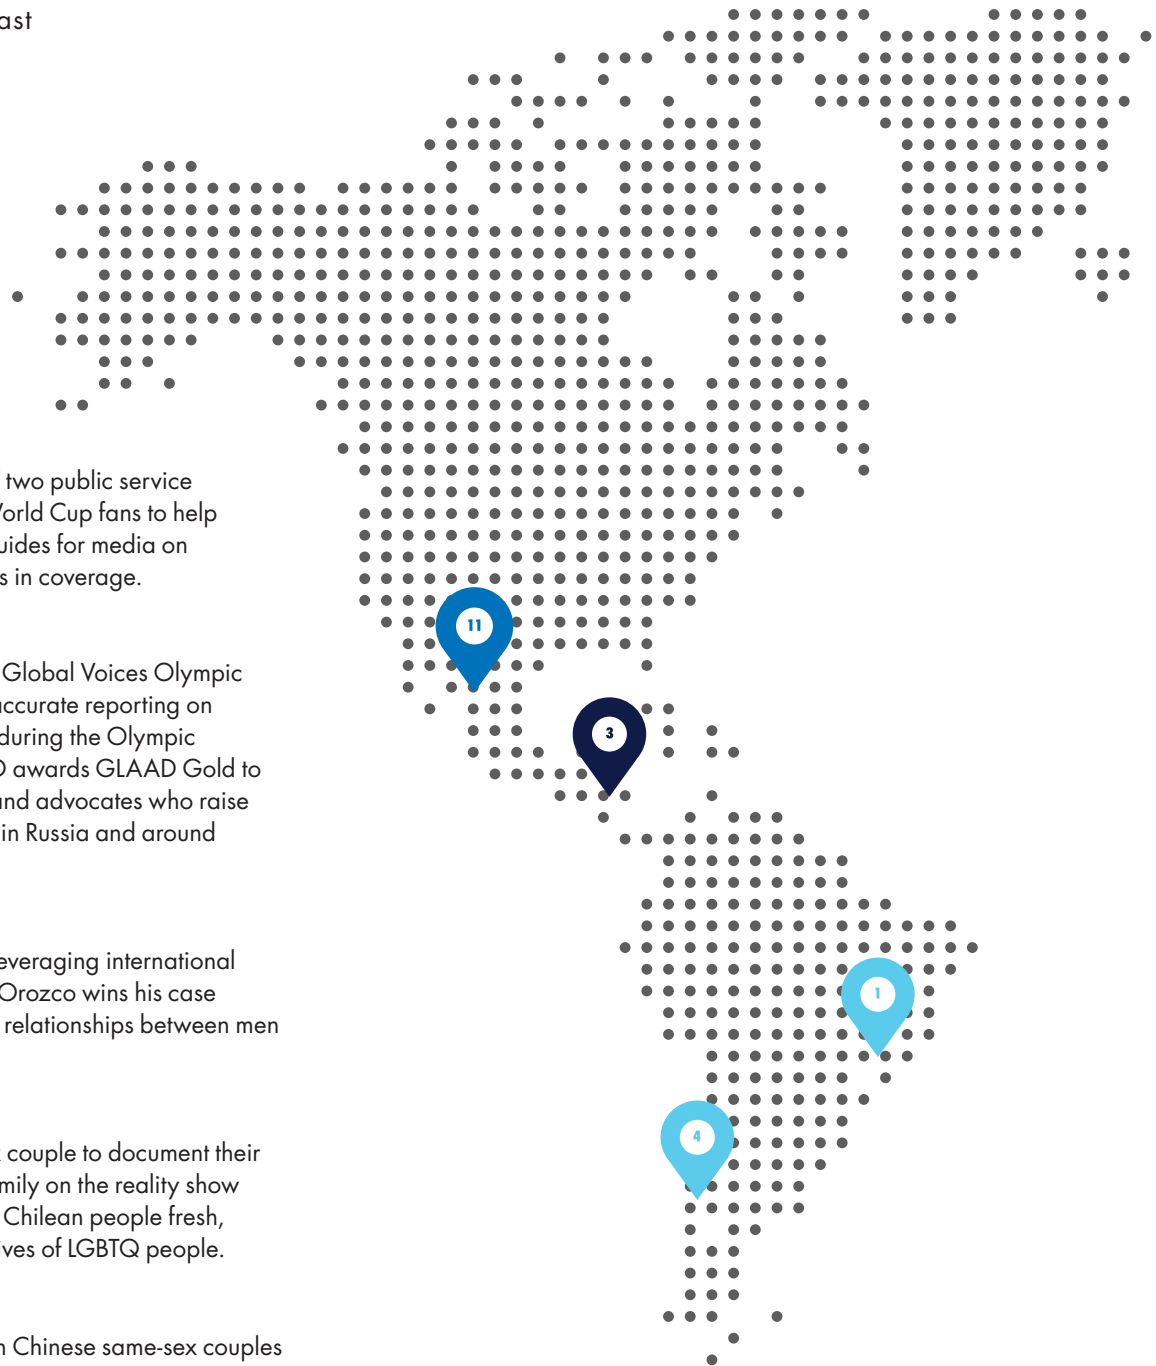 ast
two public service
World Cup fans to help
uides for media on
s in coverage.
11
Global Voices Olympic
accurate reporting on
during the Olympic
D awards GLAAD Gold to
and advocates who raise
in Russia and around
3
everaging international
Orozco wins his case
relationships between men
1
x couple to document their
mily on the reality show
Chilean people fresh,
ives of LGBTQ people.
4
n Chinese same-sex couples